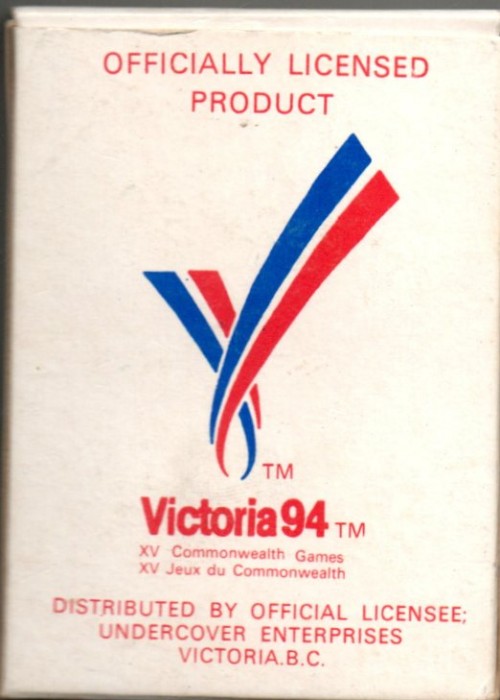 OFFICIALLY LICENSED
PRODUCT
TM
Victoria94 TM
XV Commonwealth Games
XV Jeux du Commonwealth
DISTRIBUTED BY OFFICIAL LICENSEE;
UNDERCOVER ENTERPRISES
VICTORIA.B.C.